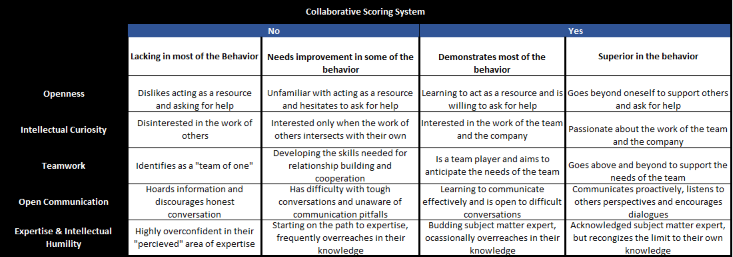 Collaborative Scoring System
No Yes
Lacking in most of the Behavior
Needs improvement in some of the
behavior
Demonstrates most of the
behavior
Superior in the behavior
Openness
Dislikes acting as a resource
and asking for help
Unfamiliar with acting as a resource
and hesitates to ask for help
Learning to act as a resource and is
willing to ask for help
Goes beyond oneself to support others
and ask for help
Intellectual Curiosity
Disinterested in the work of
others
Interested only when the work of
others intersects with their own
Interested in the work of the team
and the company
Passionate about the work of the team
and the company
Teamwork
Identifies as a "team of one"
Developing the skills needed for
relationship building and
cooperation
Is a team player and aims to
anticipate the needs of the team
Goes above and beyond to support the
needs of the team
Open Communication
Hoards information and
discourages honest
conversation
Has difficulty with tough
conversations and unaware of
communication pitfalls
Learning to communicate
effectively and is open to difficult
conversations
Communicates proactively, listens to
others perspectives and encourages
dialogues
Expertise & Intellectual
Humility
Highly overconfident in their
"percieved" area of expertise
Starting on the path to expertise,
frequently overreaches in their
knowledge
Budding subject matter expert,
ocassionally overreaches in their
knowledge
Acknowledged subject matter expert,
but recongizes the limit to their own
knowledge